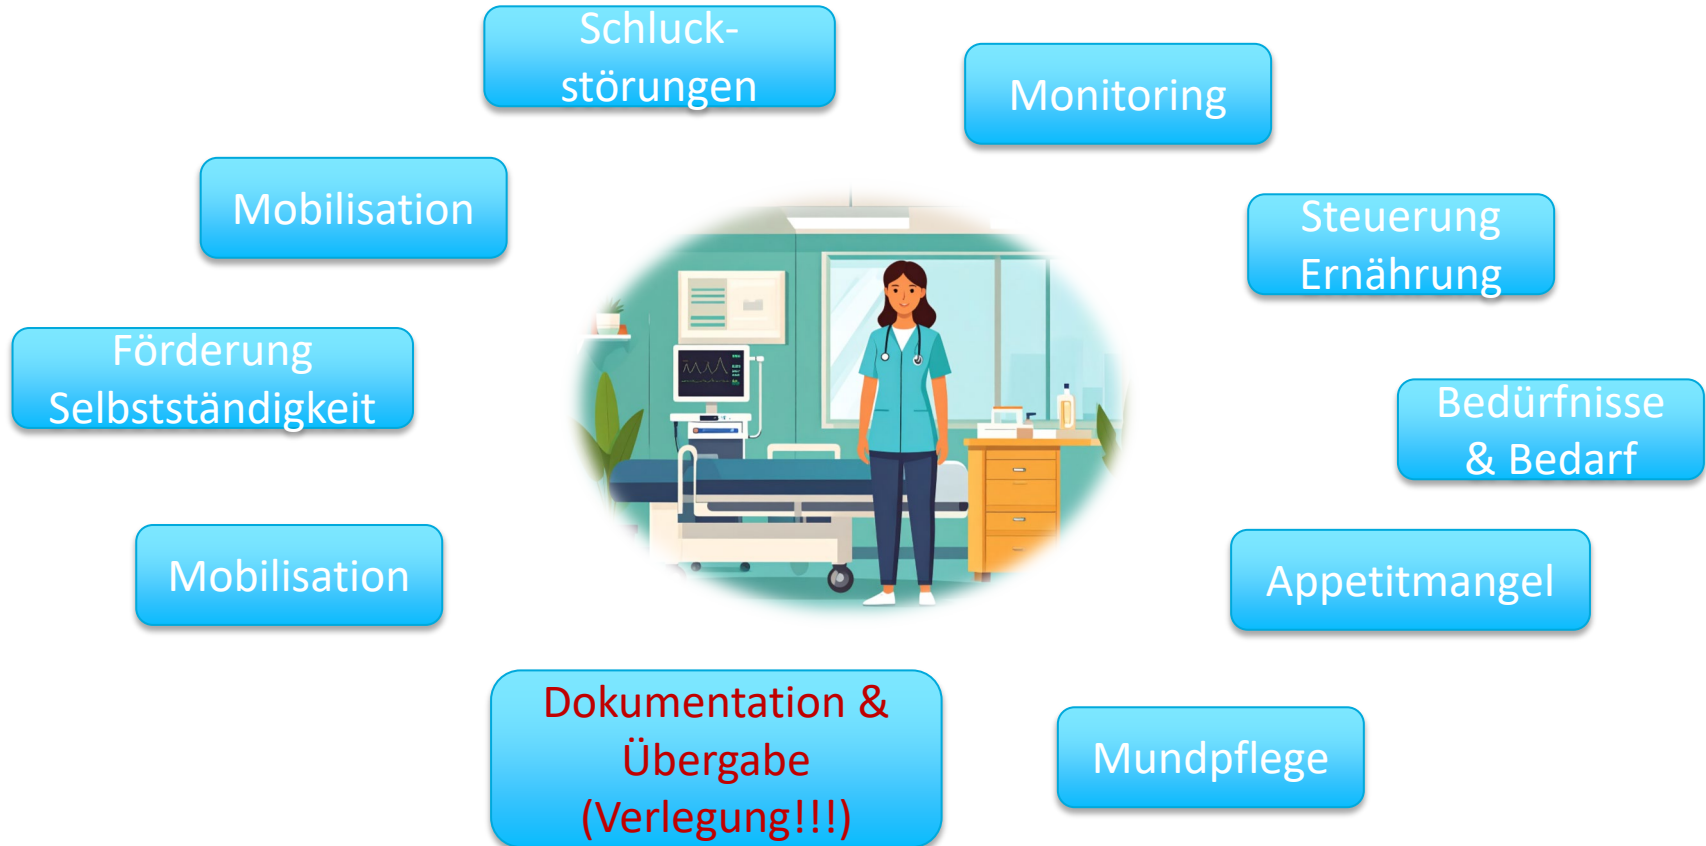 Schluck-
störungen
Monitoring
Mobilisation
Steuerung
Ernährung
Förderung
Selbstständigkeit
Bedürfnisse
& Bedarf
Mobilisation
Appetitmangel
Dokumentation &
Übergabe
(Verlegung!!!)
Mundpflege